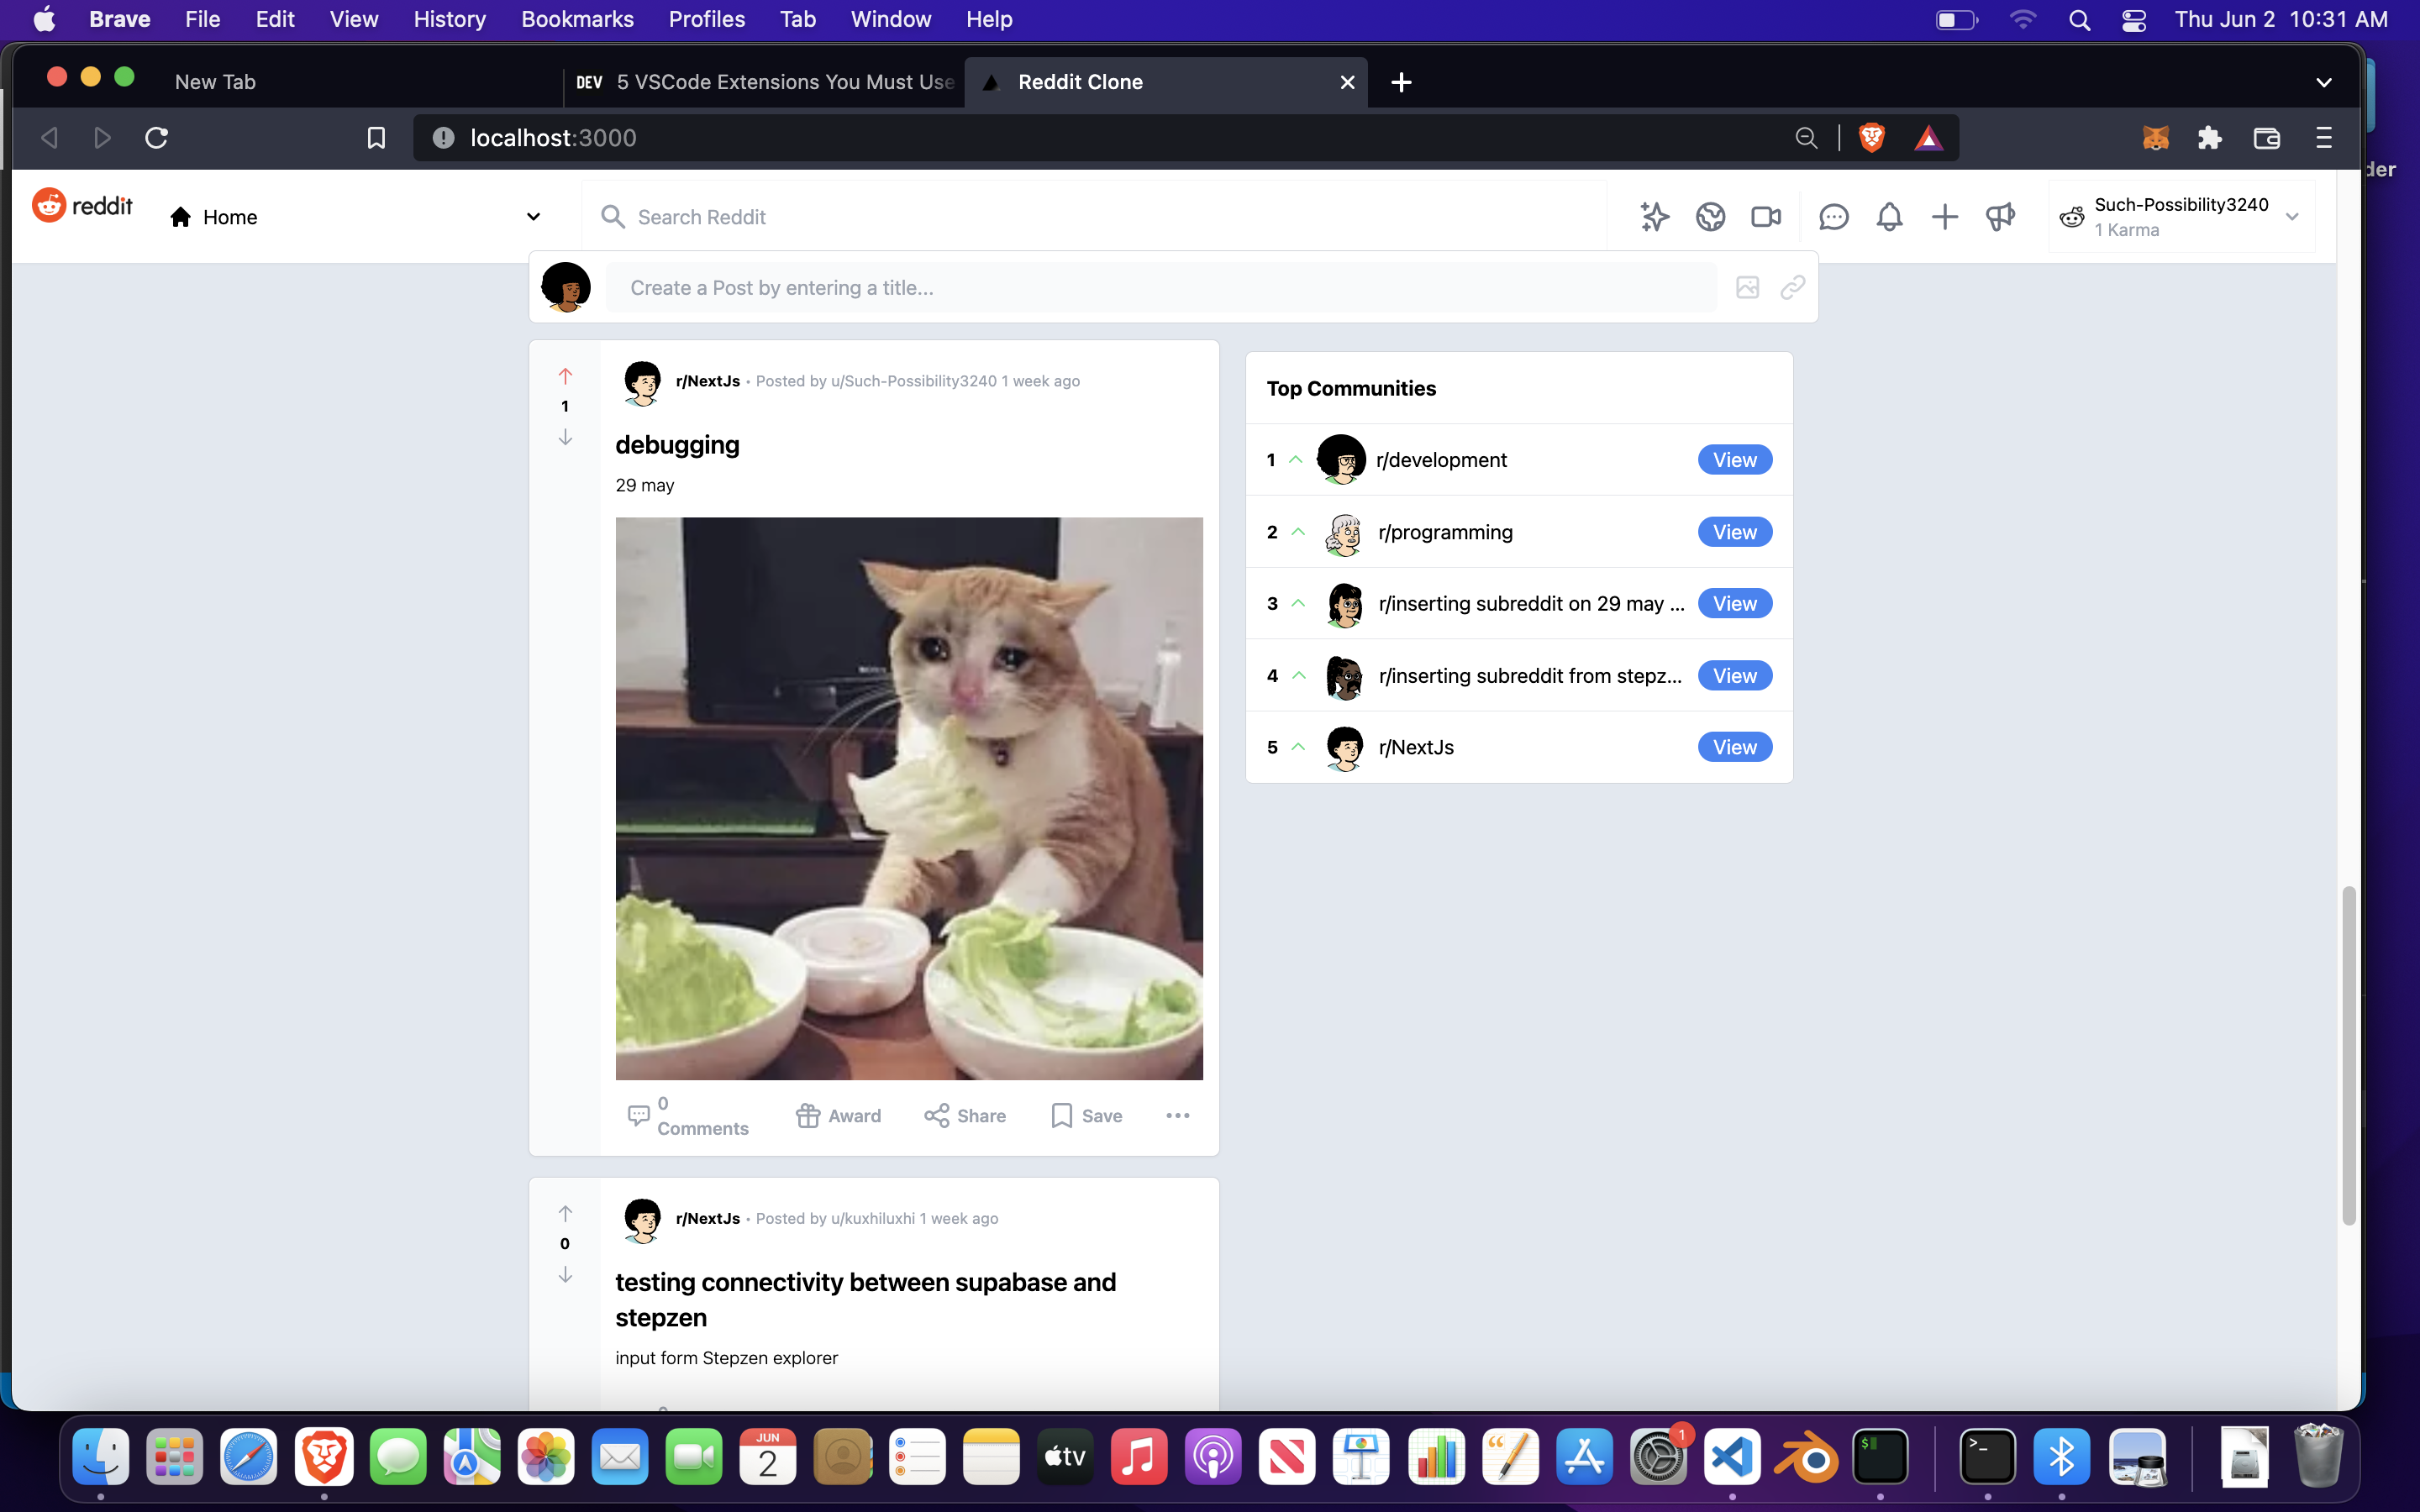 Brave File Edit View History Bookmarks Profiles Tab Window Help Thu Jun 2 10:31 AM
New Tab DEV 5 VSCode Extensions You Must Use Reddit Clone
localhost:3000
der
reddit Home Search Reddit Such-Possibility3240
1 Karma
Create a Post by entering a title...
r/NextJs • Posted by u/Such-Possibility3240 1 week ago
1
debugging
29 may
0
Comments Award Share Save
Top Communities
1 r/development View
2 r/programming View
3 r/inserting subreddit on 29 may ... View
4 r/inserting subreddit from stepz... View
5 r/NextJs View
r/NextJs • Posted by u/kuxhiluxhi 1 week ago
0
testing connectivity between supabase and
stepzen
input form Stepzen explorer
JUN
2
tv
1
$
>_